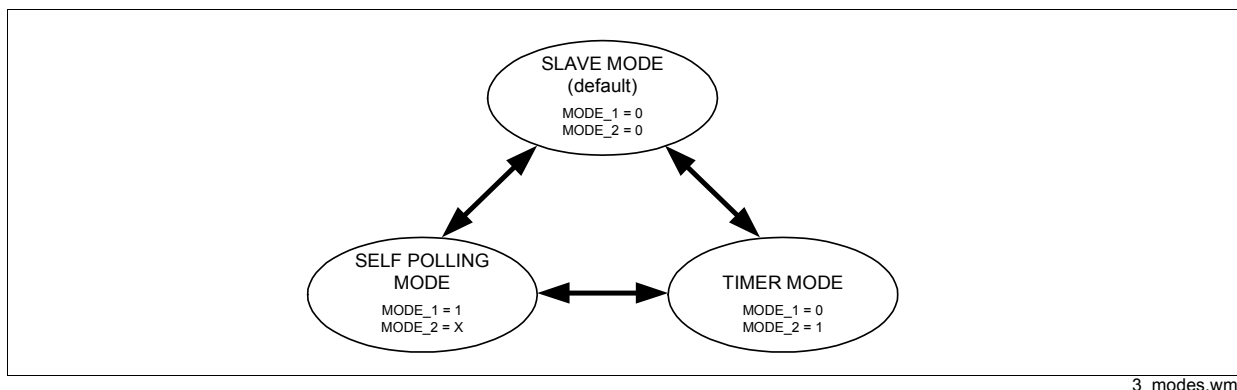 SLAVE MODE
(default)
MODE_1 = 0
MODE_2 = 0
SELF POLLING
MODE
MODE_1 = 1
MODE_2 = X
TIMER MODE
MODE_1 = 0
MODE_2 = 1
3_modes.wm